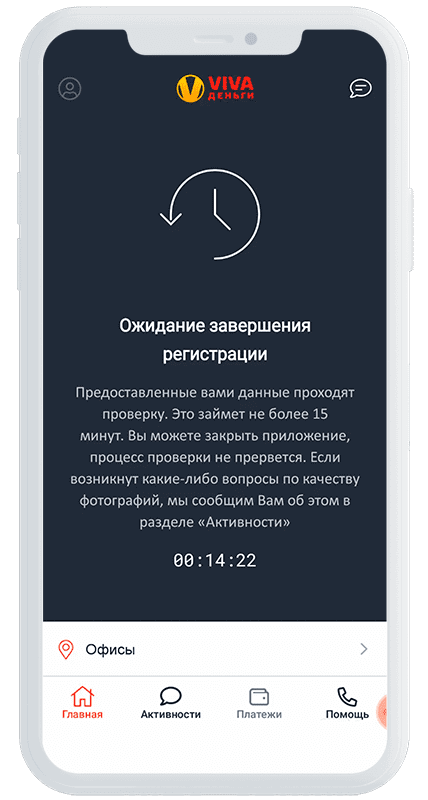 VIVA
ДЕНЬГИ
Ожидание завершения
регистрации
Предоставленные вами данные проходят
проверку. Это займет не более 15
минут. Вы можете закрыть приложение,
процесс проверки не прервется. Если
возникнут какие-либо вопросы по качеству
фотографий, мы сообщим Вам об этом в
разделе «Активности»
00:14:22
Офисы
Главная Активности Платежи Помощь